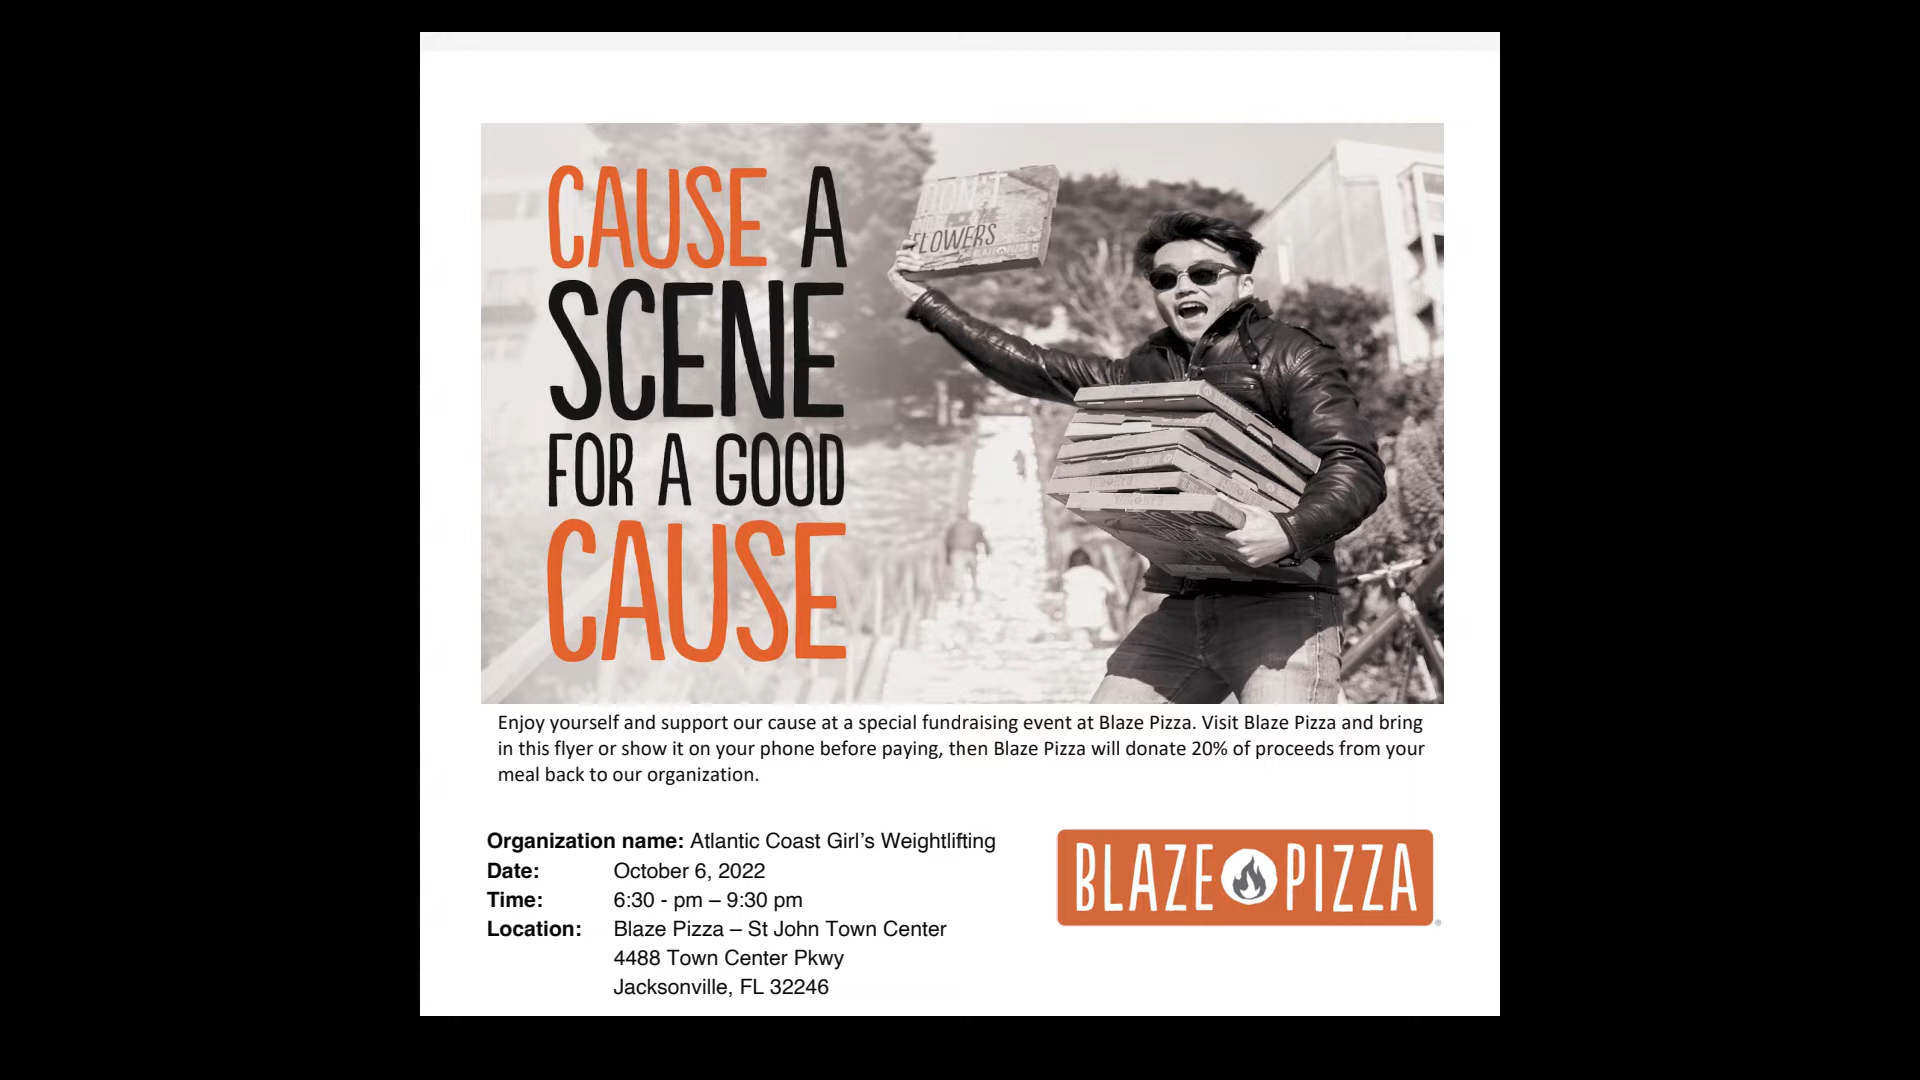 CAUSE A
SCENE
FOR A GOOD
CAUSE
DON'T
FLOWERS
Enjoy yourself and support our cause at a special fundraising event at Blaze Pizza. Visit Blaze Pizza and bring
in this flyer or show it on your phone before paying, then Blaze Pizza will donate 20% of proceeds from your
meal back to our organization.
Organization name: Atlantic Coast Girl’s Weightlifting
Date: October 6, 2022
Time: 6:30 - pm – 9:30 pm
Location: Blaze Pizza – St John Town Center
4488 Town Center Pkwy
Jacksonville, FL 32246
BLAZE PIZZA